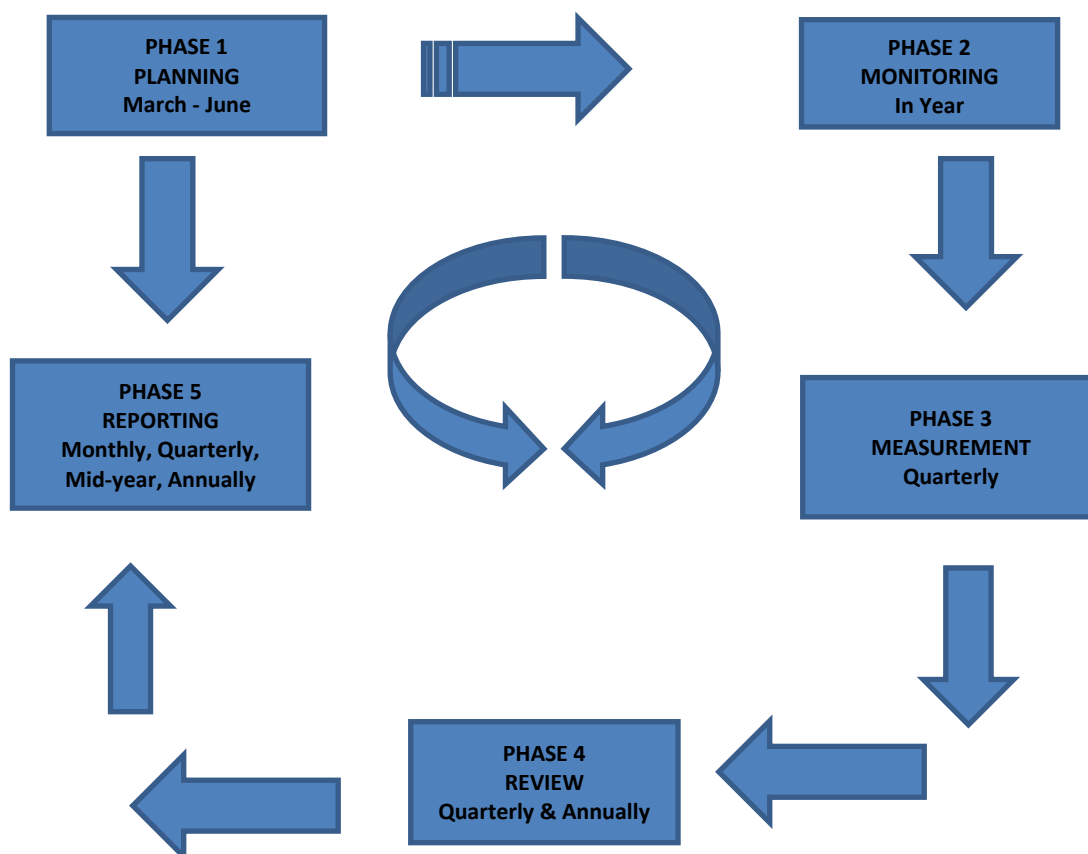 PHASE 1
PLANNING
March - June
PHASE 2
MONITORING
In Year
PHASE 5
REPORTING
Monthly, Quarterly,
Mid-year, Annually
PHASE 3
MEASUREMENT
Quarterly
PHASE 4
REVIEW
Quarterly & Annually